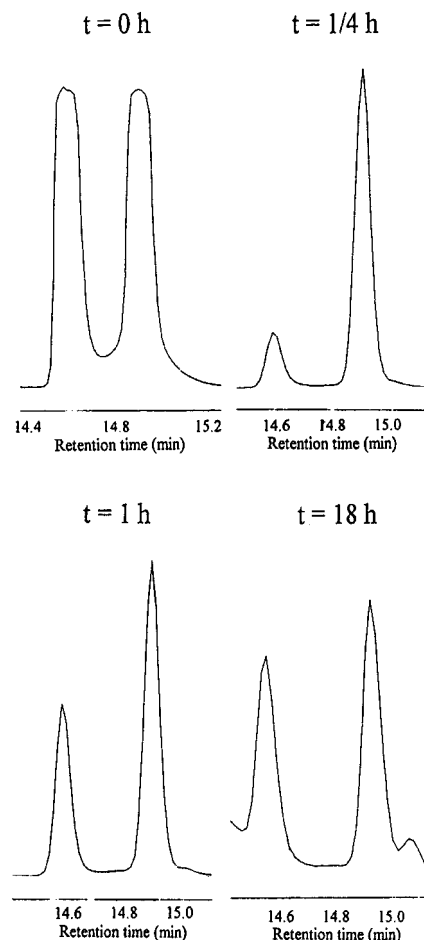 t = 0 h
t = 1/4 h
14.4 14.8 15.2
Retention time (min)
14.6 14.8 15.0
Retention time (min)
t = 1 h
t = 18 h
14.6 14.8 15.0
Retention time (min)
14.6 14.8 15.0
Retention time (min)